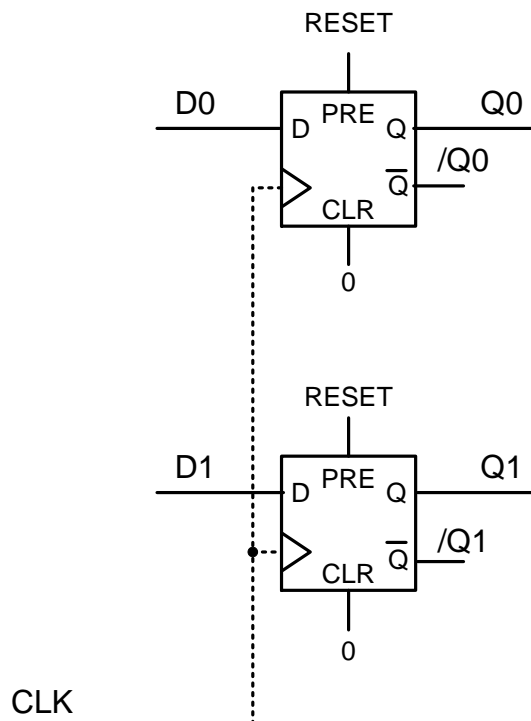 RESET
D0
Q0
D
PRE
Q
/Q0
Q̅
CLR
0
RESET
D1
Q1
D
PRE
Q
/Q1
Q̅
CLR
0
CLK